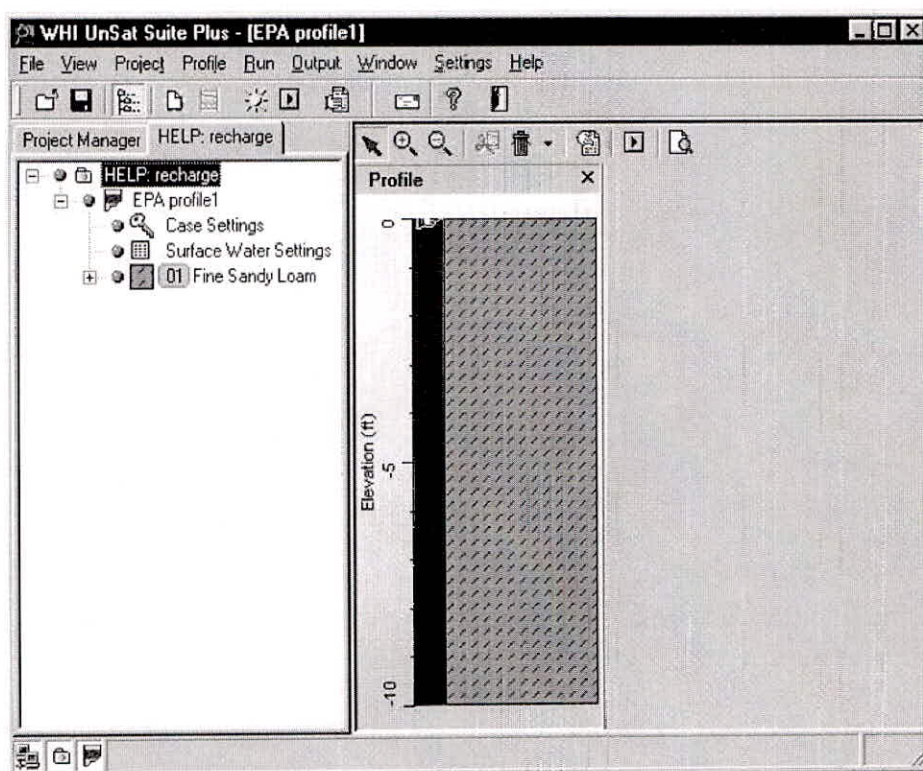 WHI UnSat Suite Plus - [EPA profile1]
File View Project Profile Run Output Window Settings Help
Project Manager HELP: recharge
HELP: recharge
EPA profile1
Case Settings
Surface Water Settings
01 Fine Sandy Loam
Profile
0
Elevation (ft)
-5
-10